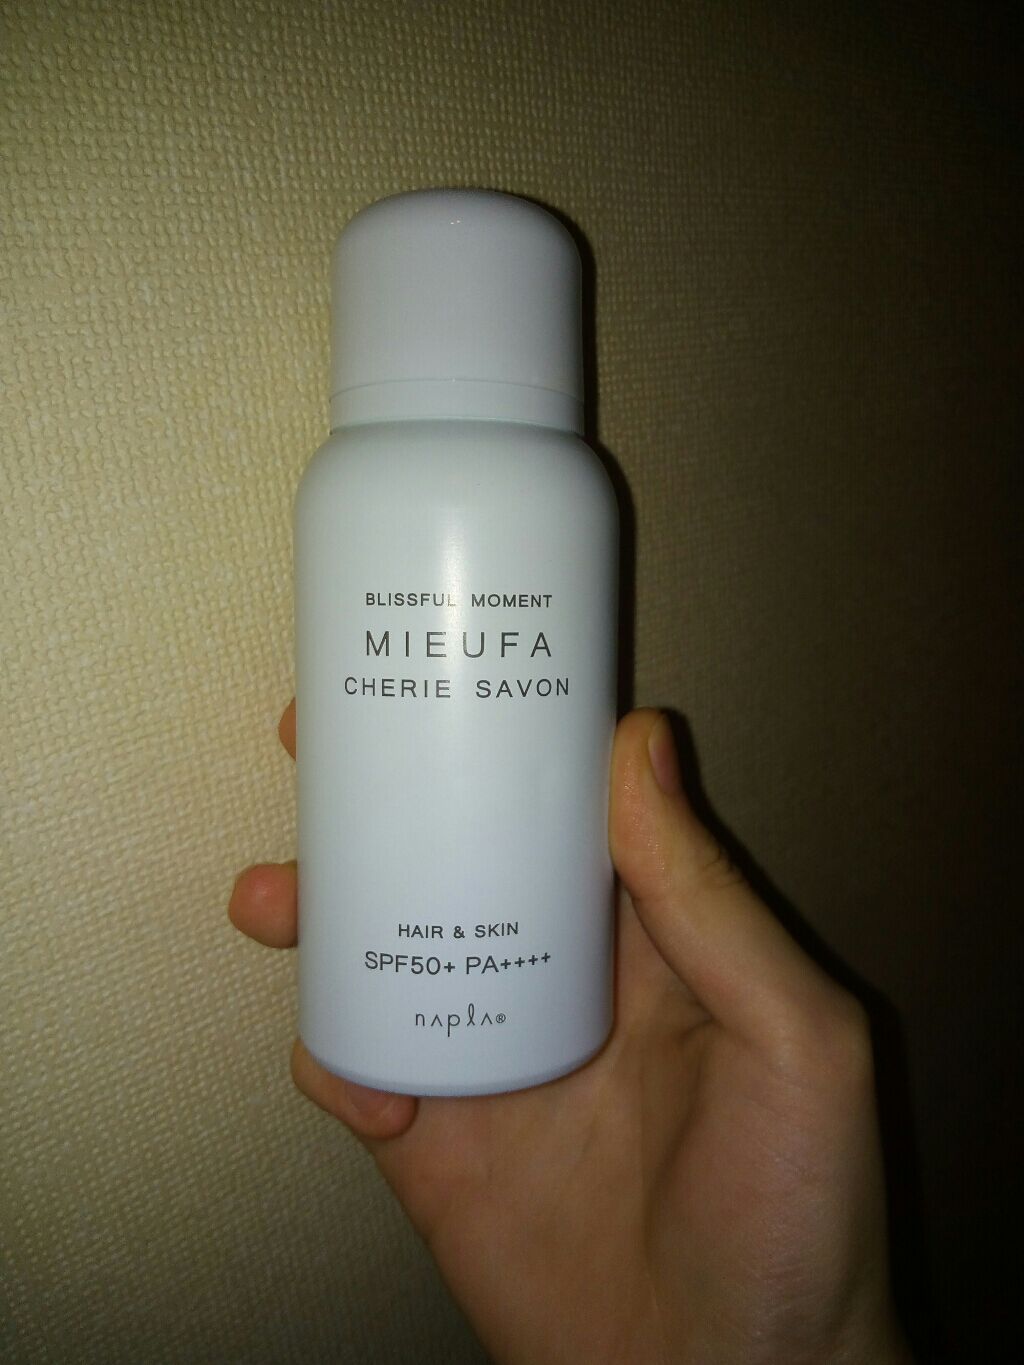 BLISSFUL MOMENT
MIEUFA
CHERIE SAVON
HAIR & SKIN
SPF50+ PA++++
napla®